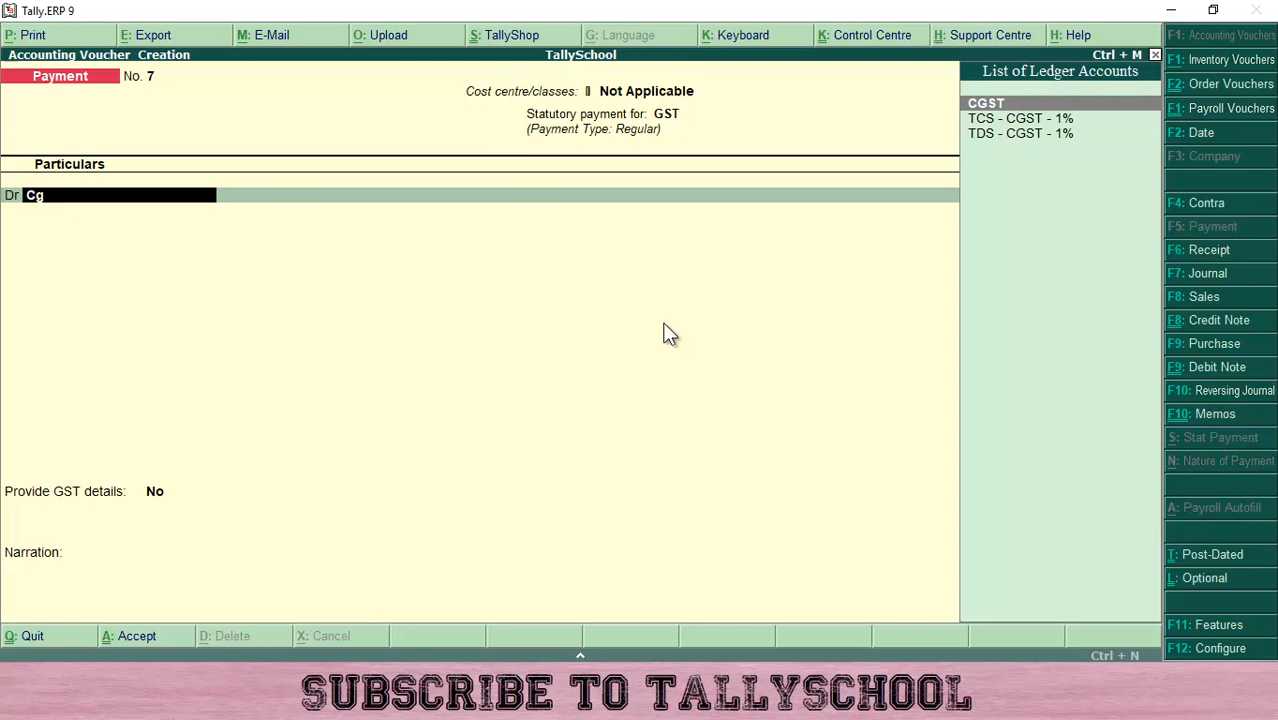 Tally.ERP 9
P: Print E: Export M: E-Mail O: Upload S: TallyShop G: Language K: Keyboard K: Control Centre H: Support Centre H: Help
Accounting Voucher Creation TallySchool Ctrl + M
Payment No. 7
Cost centre/classes: Not Applicable
Statutory payment for: GST
(Payment Type: Regular)
Particulars
Dr Cg
Provide GST details: No
Narration:
List of Ledger Accounts
CGST
TCS - CGST - 1%
TDS - CGST - 1%
F1: Accounting Vouchers
F1: Inventory Vouchers
F2: Order Vouchers
F1: Payroll Vouchers
F2: Date
F3: Company
F4: Contra
F5: Payment
F6: Receipt
F7: Journal
F8: Sales
F8: Credit Note
F9: Purchase
F9: Debit Note
F10: Reversing Journal
F10: Memos
S: Stat Payment
N: Nature of Payment
A: Payroll Autofill
T: Post-Dated
L: Optional
F11: Features
F12: Configure
Q: Quit A: Accept D: Delete X: Cancel
Ctrl + N
SUBSCRIBE TO TALLYSCHOOL